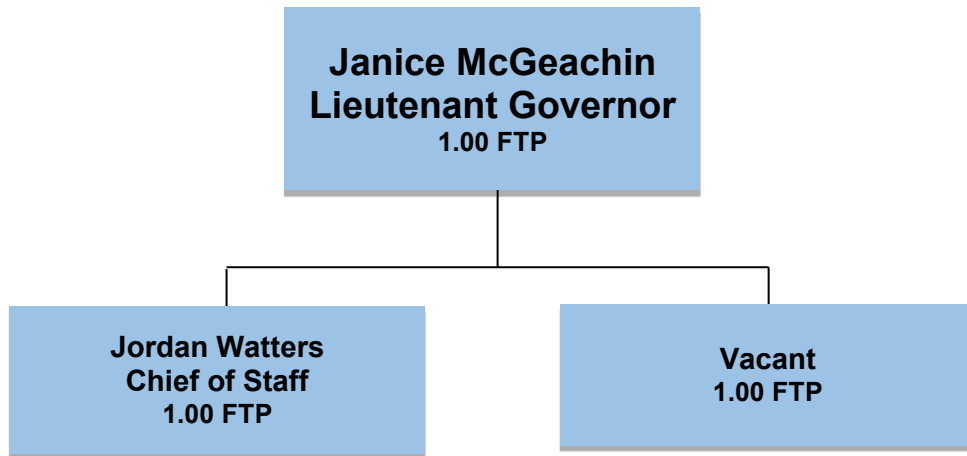 Janice McGeachin
Lieutenant Governor
1.00 FTP
Jordan Watters
Chief of Staff
1.00 FTP
Vacant
1.00 FTP